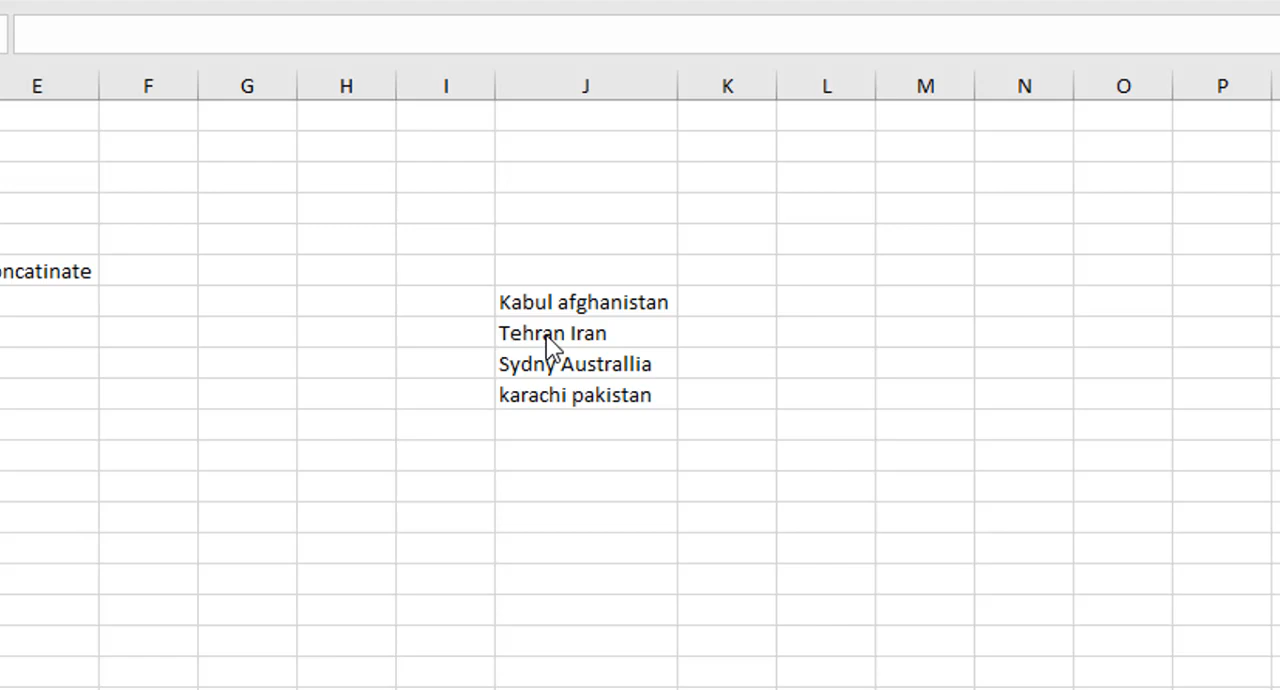 E F G H I J K L M N O P
oncatinate
Kabul afghanistan
Tehran Iran
Sydny Australlia
karachi pakistan